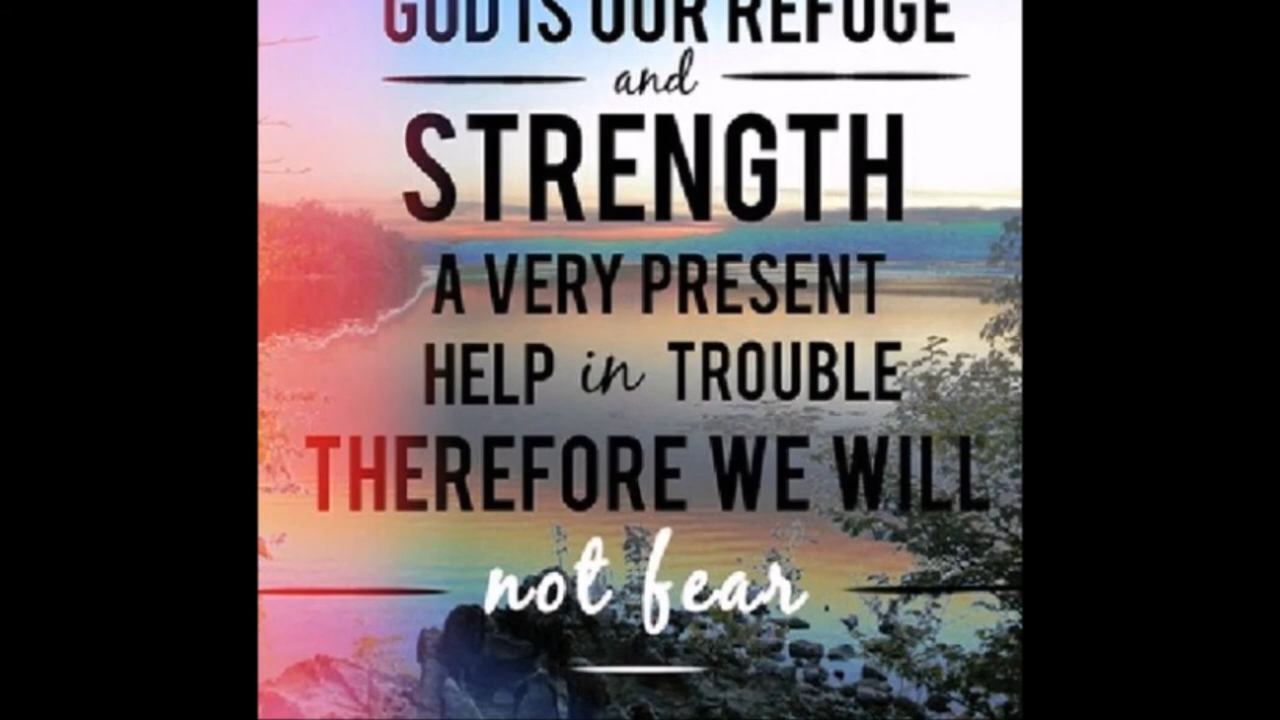 GOD IS OUR REFUGE
and
STRENGTH
A VERY PRESENT
HELP in TROUBLE
THEREFORE WE WILL
not fear